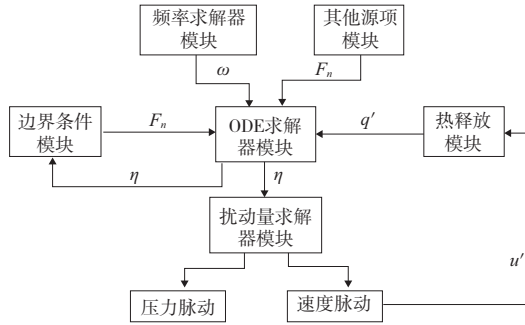 频率求解器
模块
其他源项
模块
ω
Fₙ
边界条件
模块
Fₙ
ODE求解
器模块
q′
热释放
模块
η
η
扰动量求解
器模块
u′
压力脉动
速度脉动